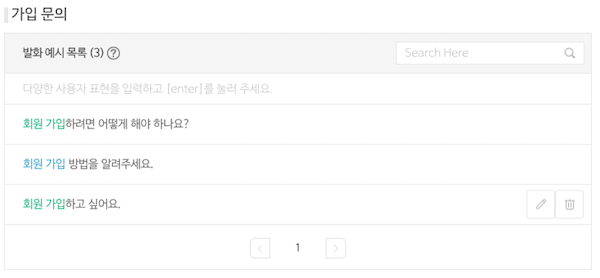 가입 문의
발화 예시 목록 (3) ?
Search Here
다양한 사용자 표현을 입력하고 [enter]를 눌러 주세요.
회원 가입하려면 어떻게 해야 하나요?
회원 가입 방법을 알려주세요.
회원 가입하고 싶어요.
1